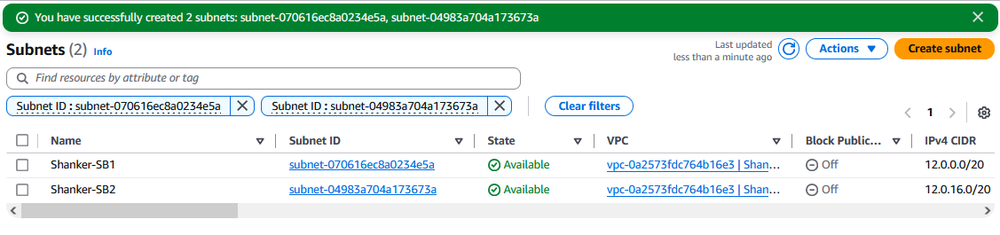 You have successfully created 2 subnets: subnet-070616ec8a0234e5a, subnet-04983a704a173673a
Subnets (2) Info
Last updated
less than a minute ago
Actions
Create subnet
Find resources by attribute or tag
Subnet ID : subnet-070616ec8a0234e5a
Subnet ID : subnet-04983a704a173673a
Clear filters
1
Name Subnet ID State VPC Block Public... IPv4 CIDR
Shanker-SB1 subnet-070616ec8a0234e5a Available vpc-0a2573fdc764b16e3 | Shan... Off 12.0.0.0/20
Shanker-SB2 subnet-04983a704a173673a Available vpc-0a2573fdc764b16e3 | Shan... Off 12.0.16.0/20